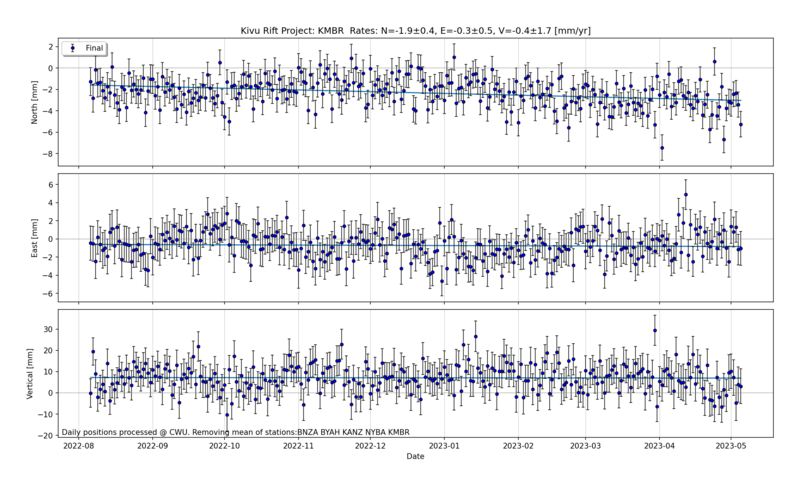 Kivu Rift Project: KMBR  Rates: N=-1.9±0.4, E=-0.3±0.5, V=-0.4±1.7 [mm/yr]
Final
North [mm]
2
0
−2
−4
−6
−8
East [mm]
6
4
2
0
−2
−4
−6
Vertical [mm]
30
20
10
0
−10
−20
Daily positions processed @ CWU. Removing mean of stations:BNZA BYAH KANZ NYBA KMBR
2022-08 2022-09 2022-10 2022-11 2022-12 2023-01 2023-02 2023-03 2023-04 2023-05
Date